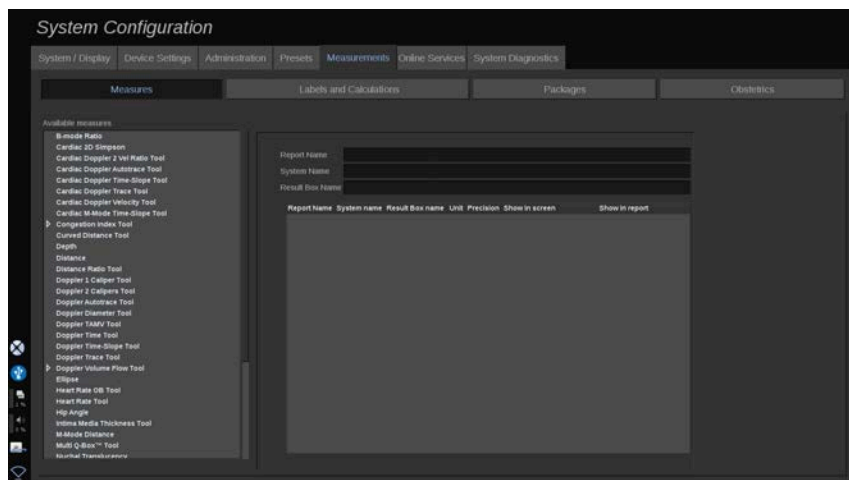 System Configuration
System / Display Device Settings Administration Presets Measurements Online Services System Diagnostics
Measures Labels and Calculations Packages Obstetrics
Available measures
B-mode Ratio
Cardiac 2D Simpson
Cardiac Doppler 2 Vel Ratio Tool
Cardiac Doppler Autotrace Tool
Cardiac Doppler Time-Slope Tool
Cardiac Doppler Trace Tool
Cardiac Doppler Velocity Tool
Cardiac M-Mode Time-Slope Tool
Congestion Index Tool
Curved Distance Tool
Depth
Distance
Distance Ratio Tool
Doppler 1 Caliper Tool
Doppler 2 Calipers Tool
Doppler Autotrace Tool
Doppler Diameter Tool
Doppler TAMV Tool
Doppler Time Tool
Doppler Time-Slope Tool
Doppler Trace Tool
Doppler Volume Flow Tool
Ellipse
Heart Rate OB Tool
Heart Rate Tool
Hip Angle
Intima Media Thickness Tool
M-Mode Distance
Multi Q-Box™ Tool
Nuchal Translucency
Report Name
System Name
Result Box Name
Report Name System name Result Box name Unit Precision Show in screen Show in report